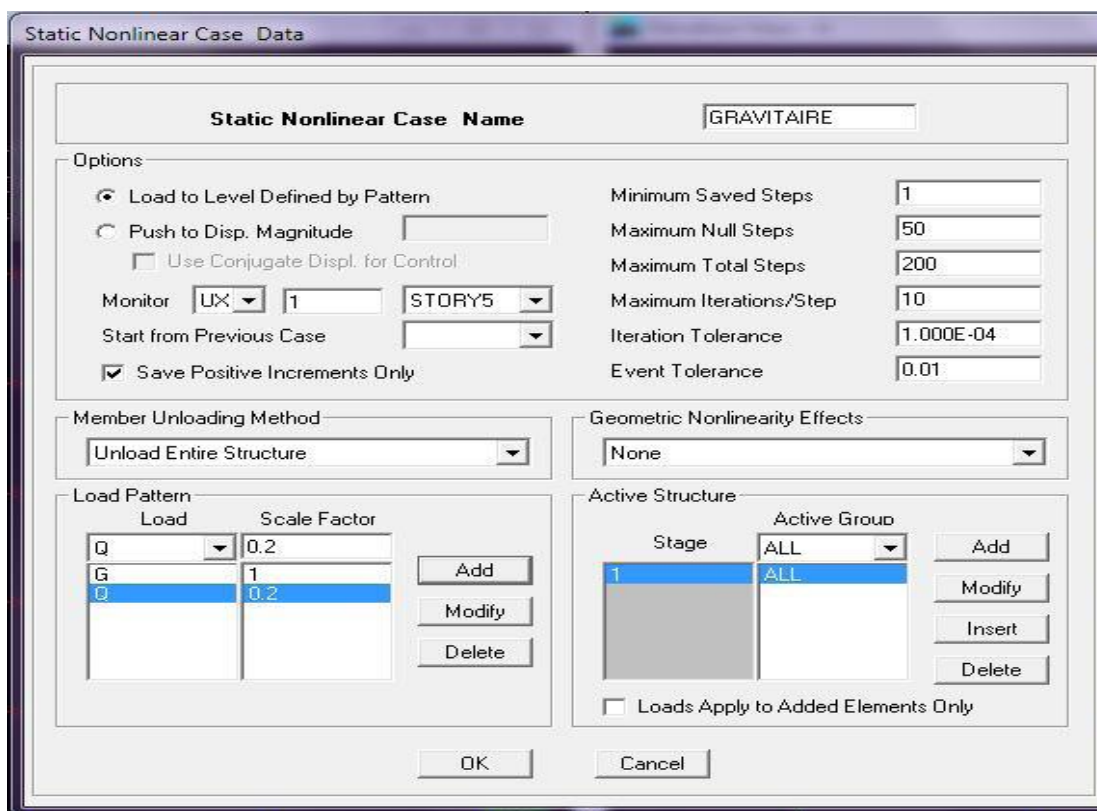 Static Nonlinear Case Data
Static Nonlinear Case Name GRAVITAIRE
Options
Load to Level Defined by Pattern
Push to Disp. Magnitude
Use Conjugate Displ. for Control
Monitor UX 1 STORY5
Start from Previous Case
Save Positive Increments Only
Minimum Saved Steps 1
Maximum Null Steps 50
Maximum Total Steps 200
Maximum Iterations/Step 10
Iteration Tolerance 1.000E-04
Event Tolerance 0.01
Member Unloading Method
Unload Entire Structure
Geometric Nonlinearity Effects
None
Load Pattern
Load Scale Factor
Q 0.2
G 1
Q 0.2
Add
Modify
Delete
Active Structure
Active Group
Stage ALL
1 ALL
Add
Modify
Insert
Delete
Loads Apply to Added Elements Only
OK Cancel